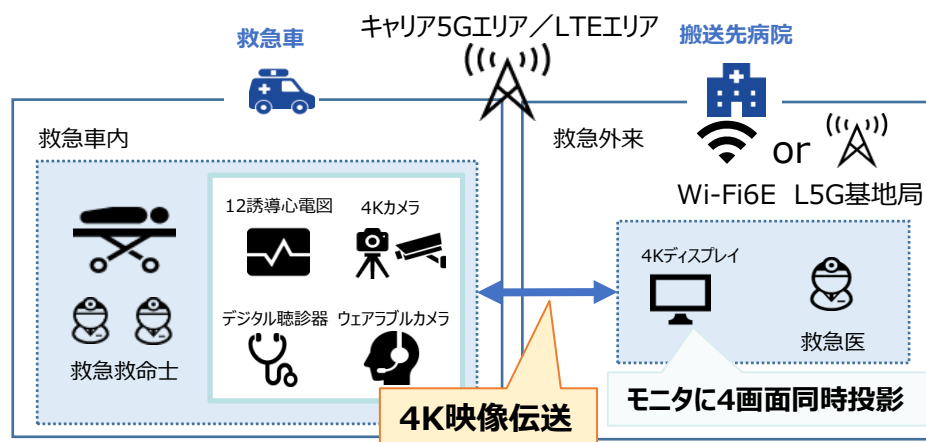 キャリア5Gエリア／LTEエリア
救急車
搬送先病院
救急車内
12誘導心電図
4Kカメラ
デジタル聴診器
ウェアラブルカメラ
救急救命士
4K映像伝送
救急外来
or
Wi-Fi6E
L5G基地局
4Kディスプレイ
救急医
モニタに4画面同時投影